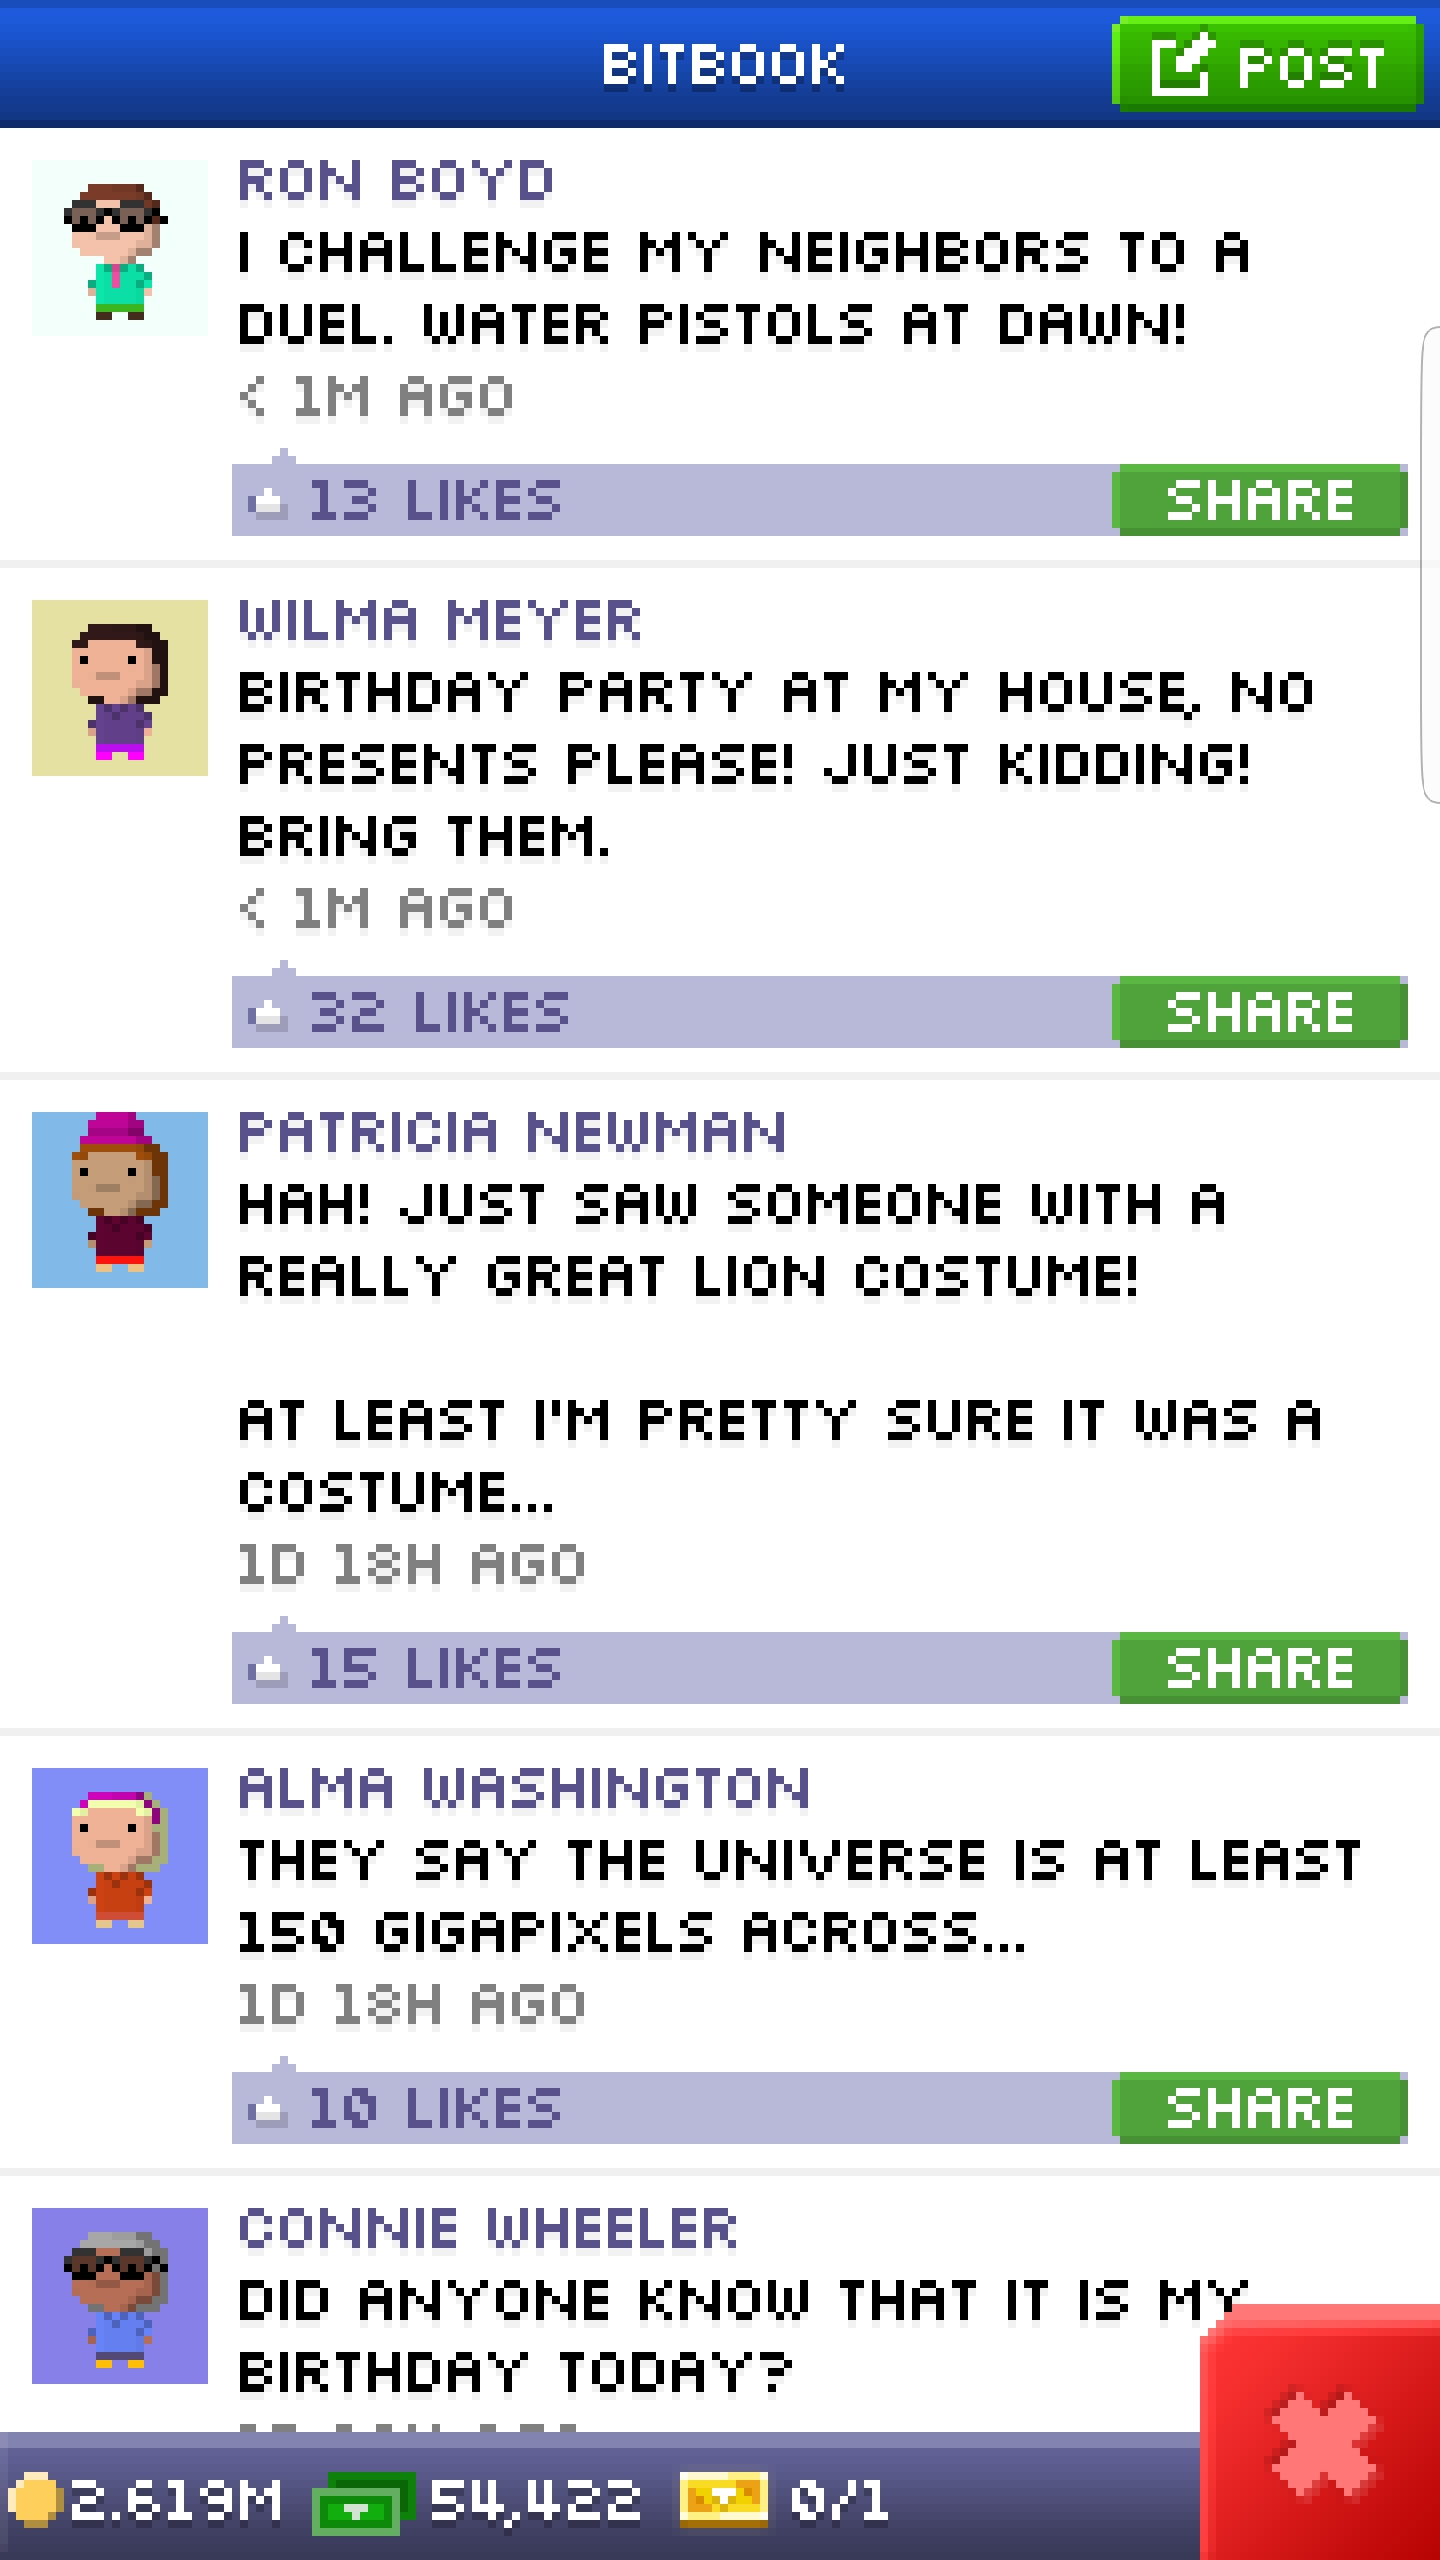 BITBOOK
POST
RON BOYD
I CHALLENGE MY NEIGHBORS TO A
DUEL. WATER PISTOLS AT DAWN!
< 1M AGO
13 LIKES
SHARE
WILMA MEYER
BIRTHDAY PARTY AT MY HOUSE, NO
PRESENTS PLEASE! JUST KIDDING!
BRING THEM.
< 1M AGO
32 LIKES
SHARE
PATRICIA NEWMAN
HAH! JUST SAW SOMEONE WITH A
REALLY GREAT LION COSTUME!
AT LEAST I'M PRETTY SURE IT WAS A
COSTUME...
1D 18H AGO
15 LIKES
SHARE
ALMA WASHINGTON
THEY SAY THE UNIVERSE IS AT LEAST
150 GIGAPIXELS ACROSS...
1D 18H AGO
10 LIKES
SHARE
CONNIE WHEELER
DID ANYONE KNOW THAT IT IS MY
BIRTHDAY TODAY?
2.619M
54,422
0/1